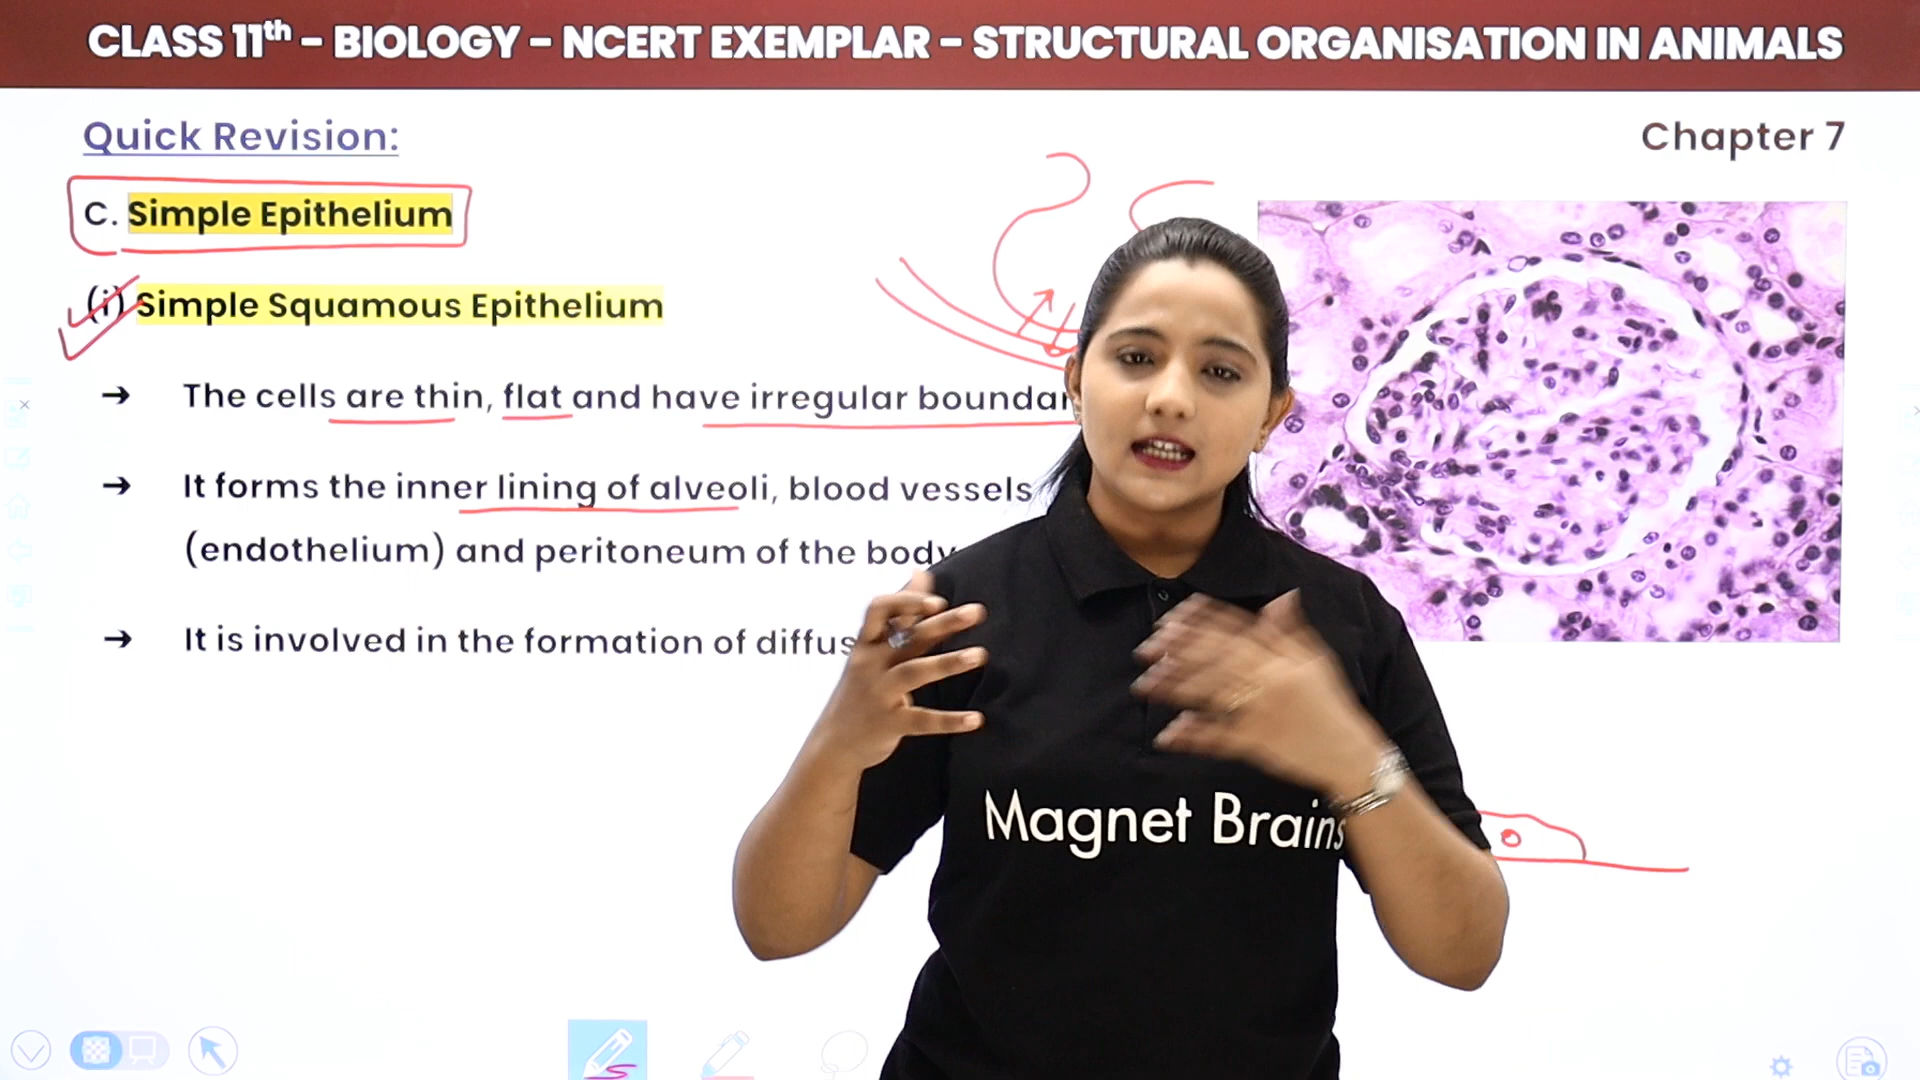 CLASS 11th – BIOLOGY – NCERT EXEMPLAR – STRUCTURAL ORGANISATION IN ANIMALS
Quick Revision:
Chapter 7
C. Simple Epithelium
(i) Simple Squamous Epithelium
➔ The cells are thin, flat and have irregular
➔ It forms the inner lining of alveoli, blood vessels
(endothelium) and peritoneum of the body
➔ It is involved in the formation of
Magnet Brains